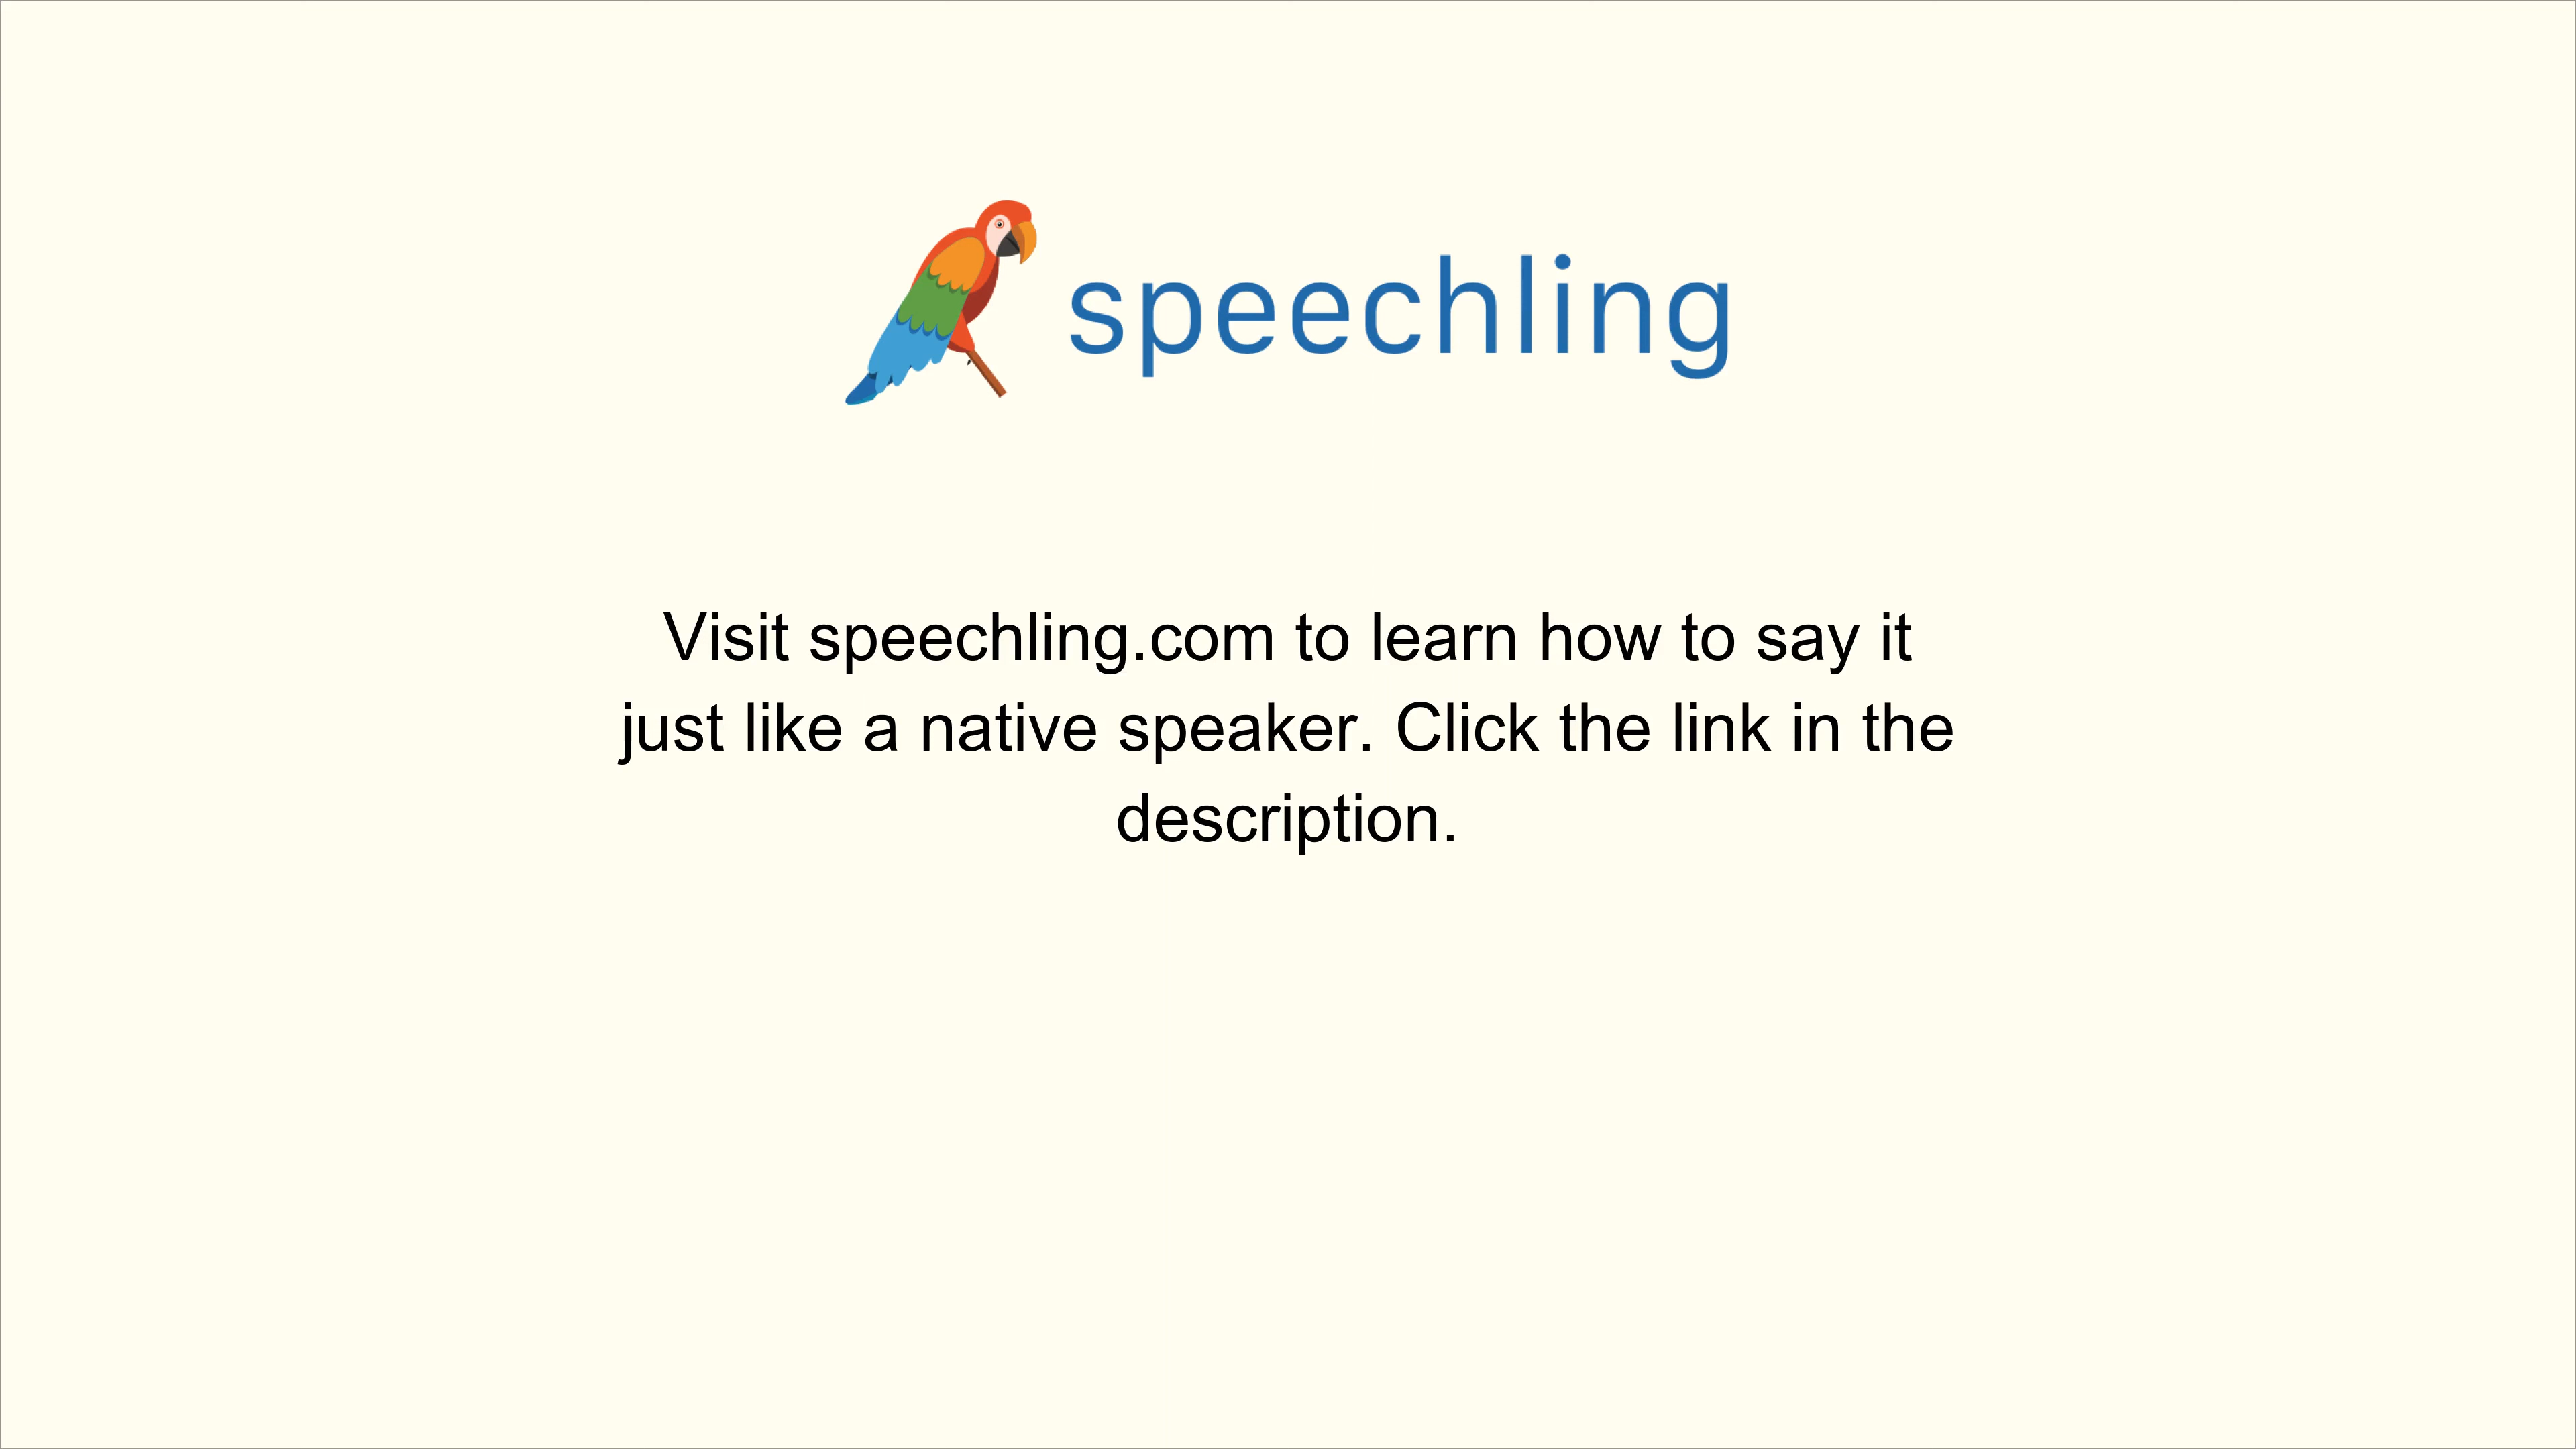 speechling
Visit speechling.com to learn how to say it
just like a native speaker. Click the link in the
description.